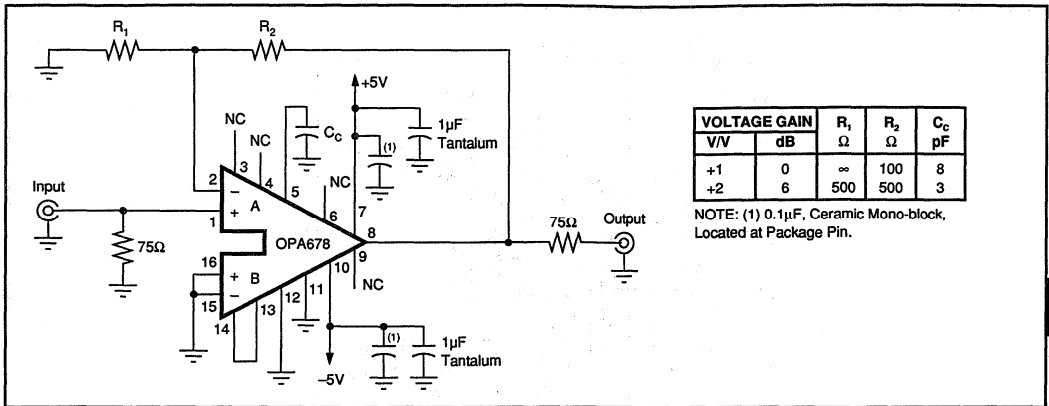 R1
R2
+5V
1µF
Tantalum
NC
NC
CC
(1)
2
3
4
5
NC
Input
−
A
+
6
7
1
75Ω
OPA678
8
75Ω
Output
16
+
B
−
10
9
NC
15
14
13
12
11
(1)
1µF
Tantalum
–5V
VOLTAGE GAIN R1 R2 CC
V/V dB Ω Ω pF
+1 0 ∞ 100 8
+2 6 500 500 3
NOTE: (1) 0.1µF, Ceramic Mono-block,
Located at Package Pin.